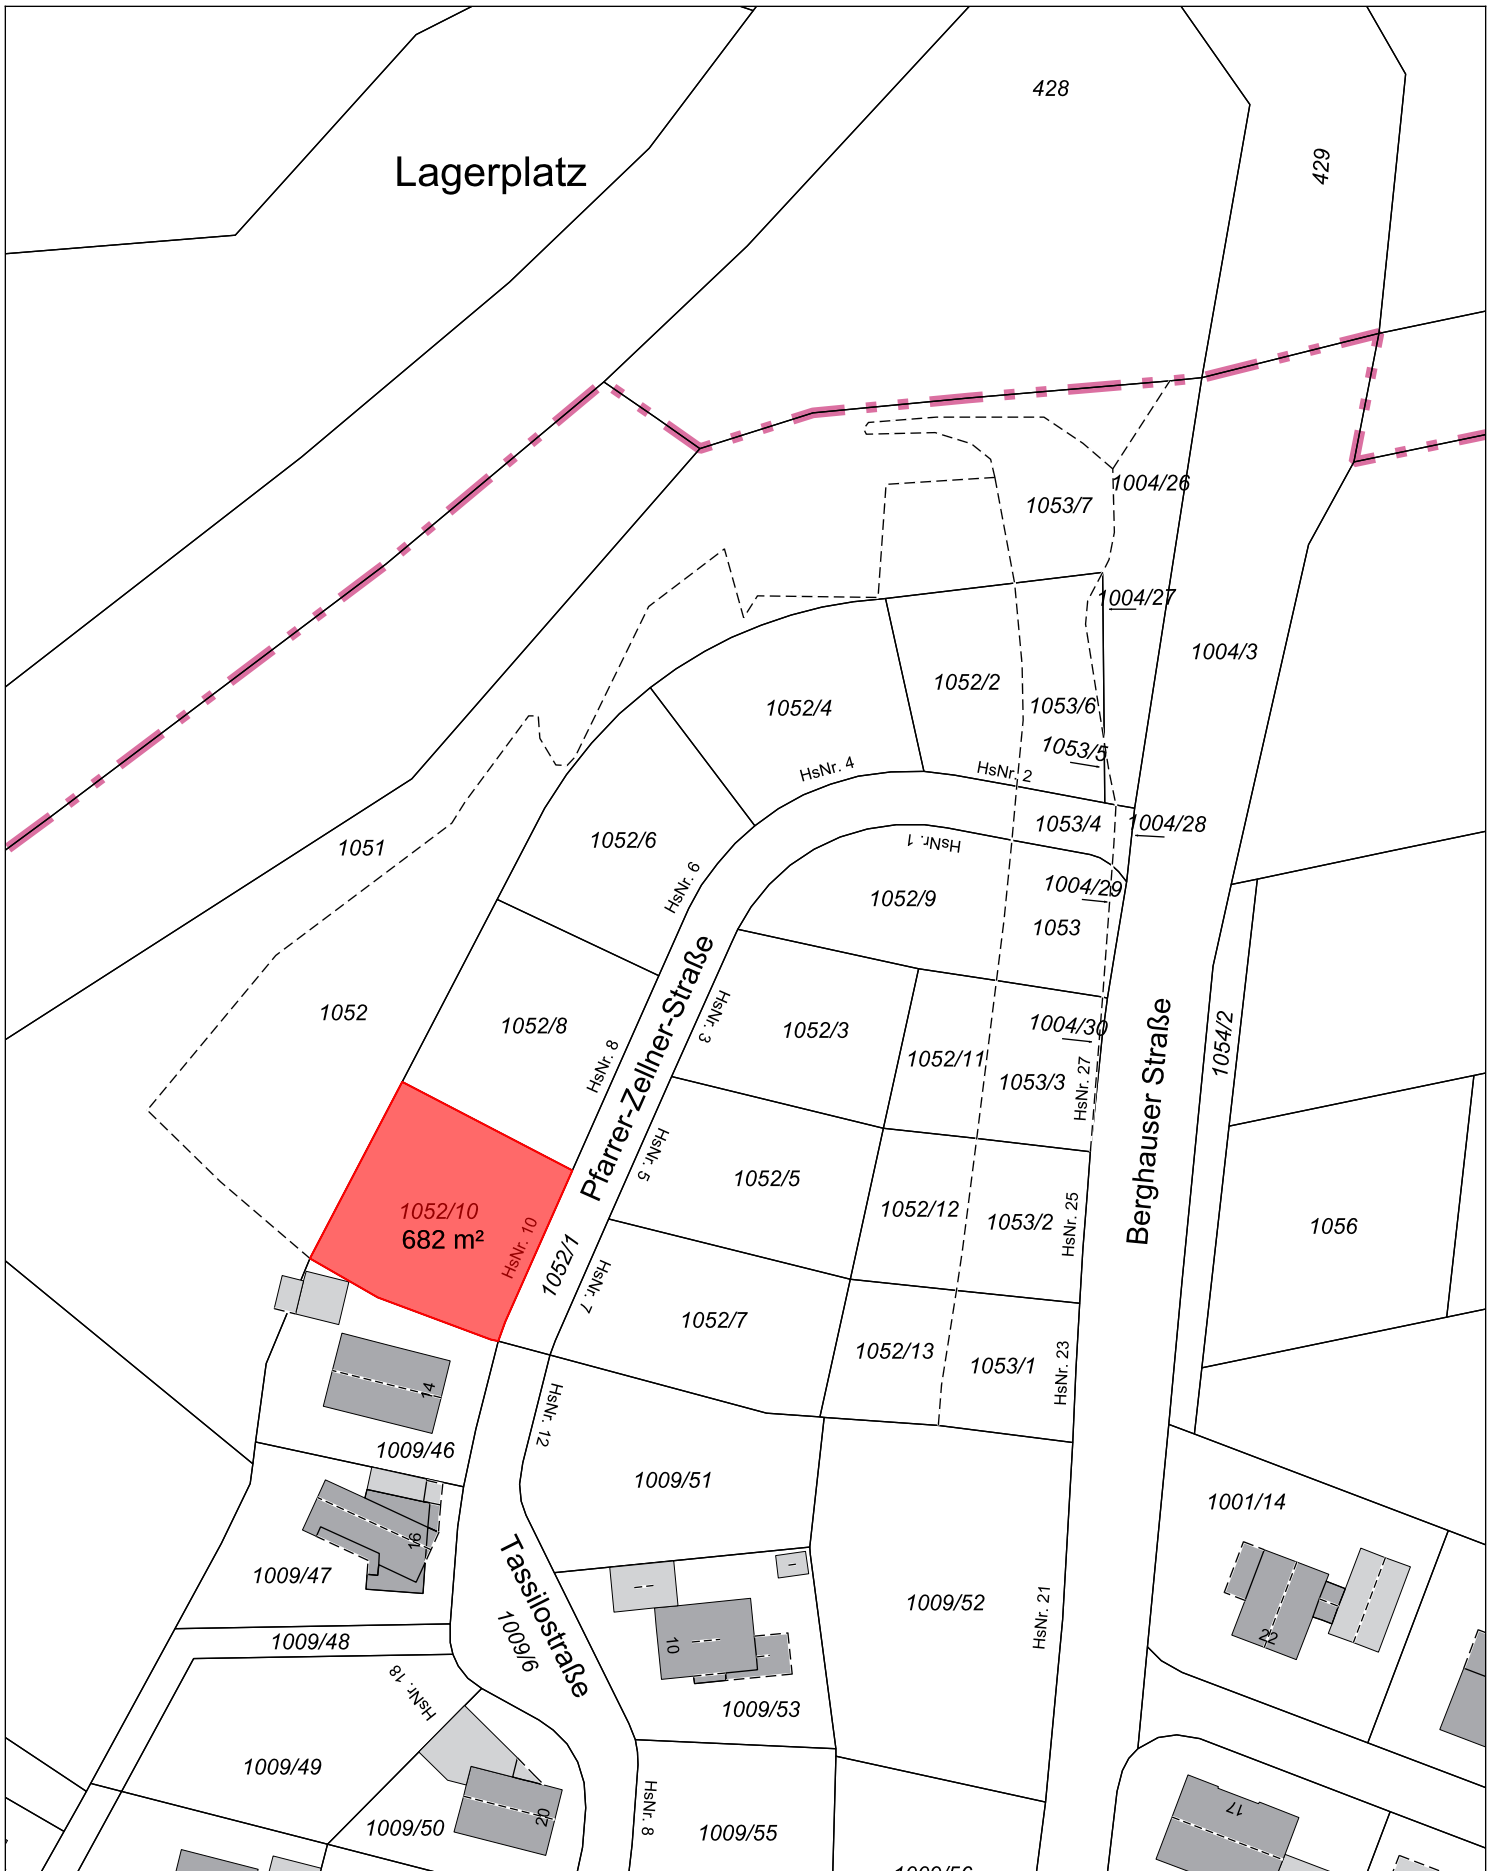 428
429
Lagerplatz
1004/26
1053/7
1004/27
1004/3
1052/2
1052/4
1053/6
1053/5
HsNr. 4
HsNr. 2
1053/4
1004/28
1051
1052/6
HsNr. 1
HsNr. 6
1052/9
1004/29
1053
Pfarrer-Zellner-Straße
1052
1052/8
HsNr. 3
1052/3
1004/30
1052/11
1053/3
HsNr. 8
HsNr. 27
Berghauser Straße
1054/2
HsNr. 5
1052/5
1052/10
682 m²
HsNr. 10
1052/1
1052/12
1053/2
HsNr. 25
1056
HsNr. 7
1052/7
1052/13
1053/1
HsNr. 23
14
HsNr. 12
1009/46
1009/51
1001/14
16
1009/47
Tassilostraße
1009/6
1009/52
HsNr. 21
22
1009/48
10
HsNr. 18
1009/53
1009/49
HsNr. 8
20
1009/50
1009/55
17
1009/56